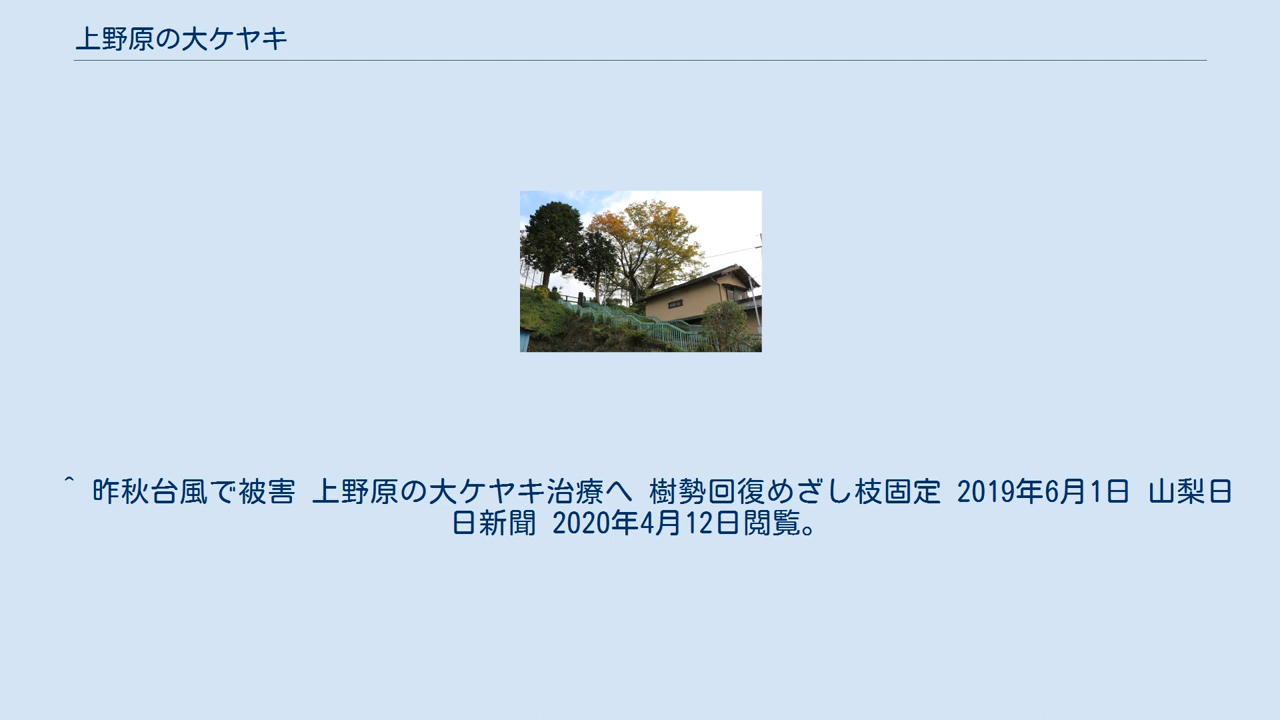 上野原の大ケヤキ
^ 昨秋台風で被害 上野原の大ケヤキ治療へ 樹勢回復めざし枝固定 2019年6月1日 山梨日
日新聞 2020年4月12日閲覧。